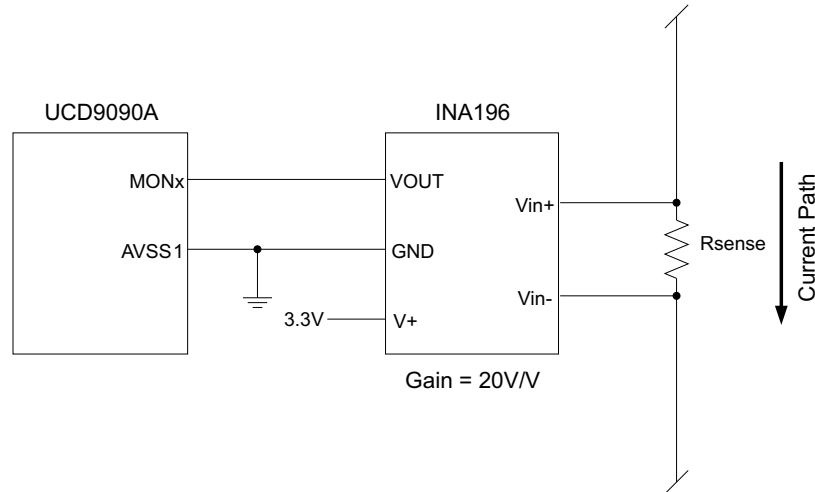 UCD9090A
INA196
MONx
VOUT
Vin+
AVSS1
GND
Rsense
Vin-
3.3V
V+
Gain = 20V/V
Current Path